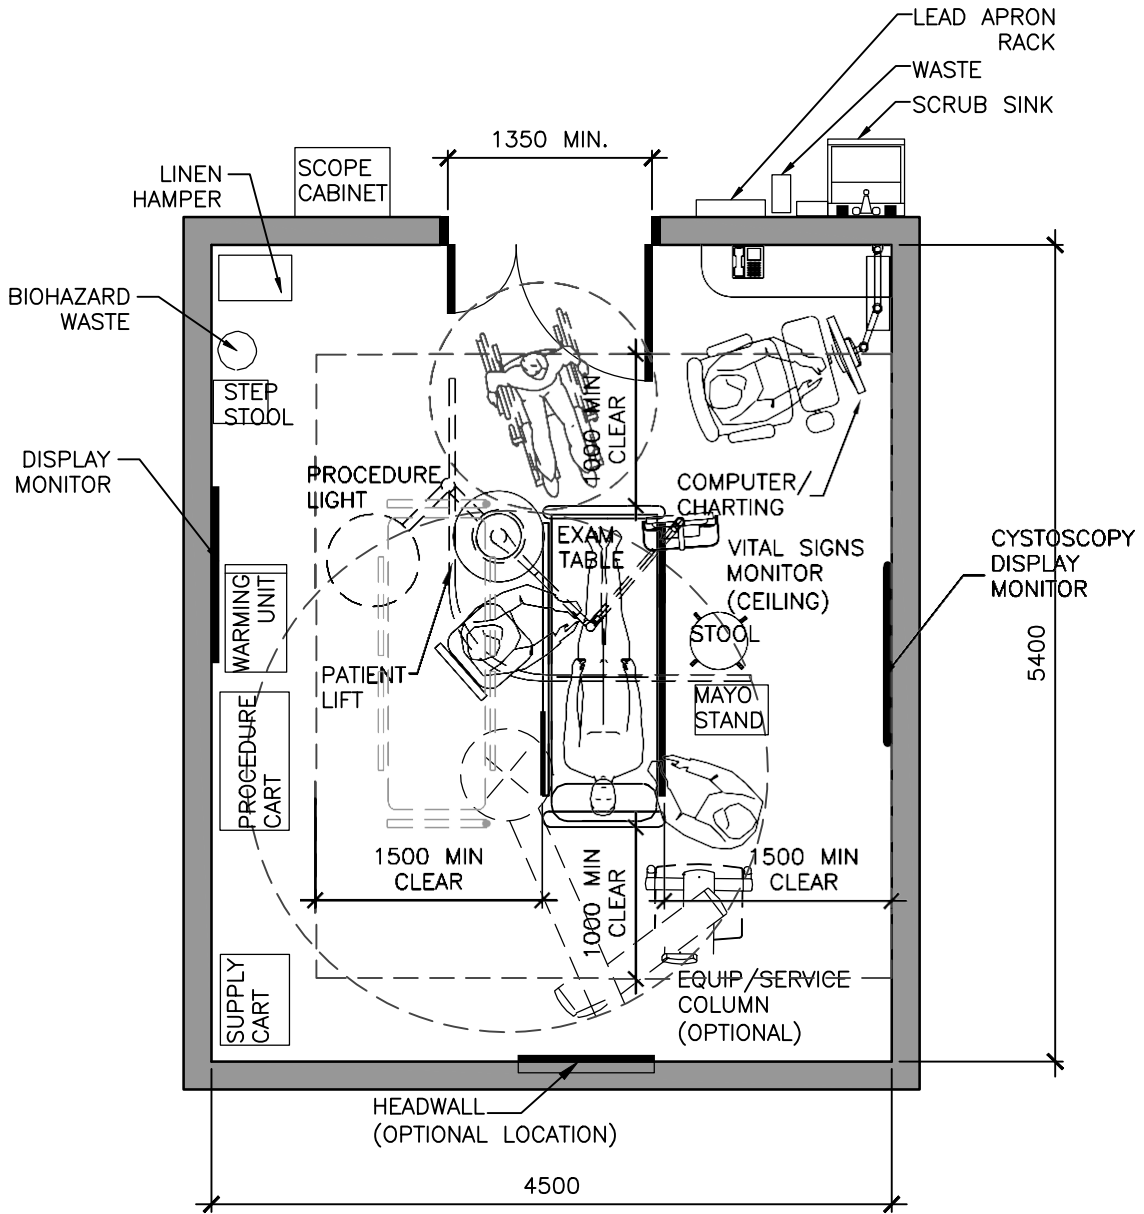 LEAD APRON
RACK
WASTE
SCRUB SINK
1350 MIN.
SCOPE
CABINET
LINEN
HAMPER
BIOHAZARD
WASTE
STEP
STOOL
DISPLAY
MONITOR
PROCEDURE
LIGHT
1000 MIN
CLEAR
COMPUTER/
CHARTING
EXAM
TABLE
VITAL SIGNS
MONITOR
(CEILING)
CYSTOSCOPY
DISPLAY
MONITOR
WARMING
UNIT
STOOL
5400
PATIENT
LIFT
MAYO
STAND
PROCEDURE
CART
1500 MIN
CLEAR
1000 MIN
CLEAR
1500 MIN
CLEAR
SUPPLY
CART
EQUIP/SERVICE
COLUMN
(OPTIONAL)
HEADWALL
(OPTIONAL LOCATION)
4500